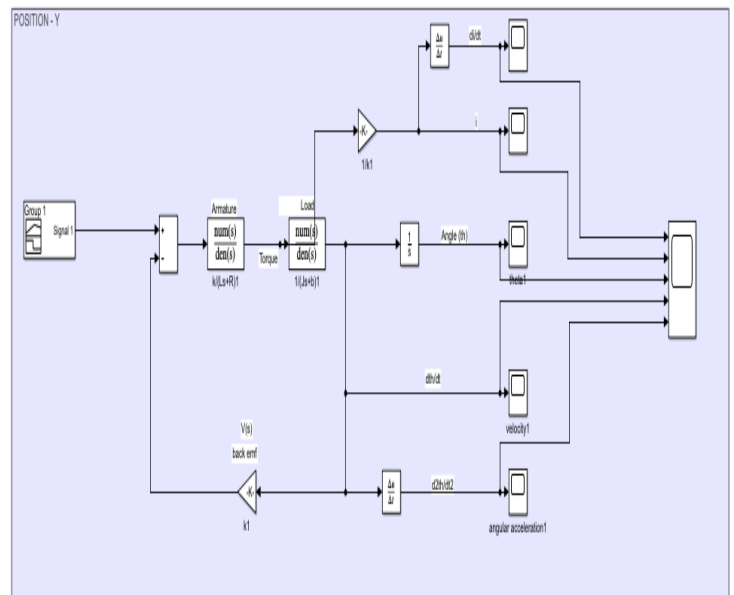 POSITION - Y
Δu
Δt
di/dt
-K-
1/k1
i
Group 1
Signal 1
+
−
Armature
num(s)
den(s)
k/(Ls+R)1
Torque
Load
num(s)
den(s)
1/(Js+b)1
1
s
Angle (th)
theta1
dth/dt
velocity1
V(s)
back emf
-K-
k1
Δu
Δt
d2th/dt2
angular acceleration1